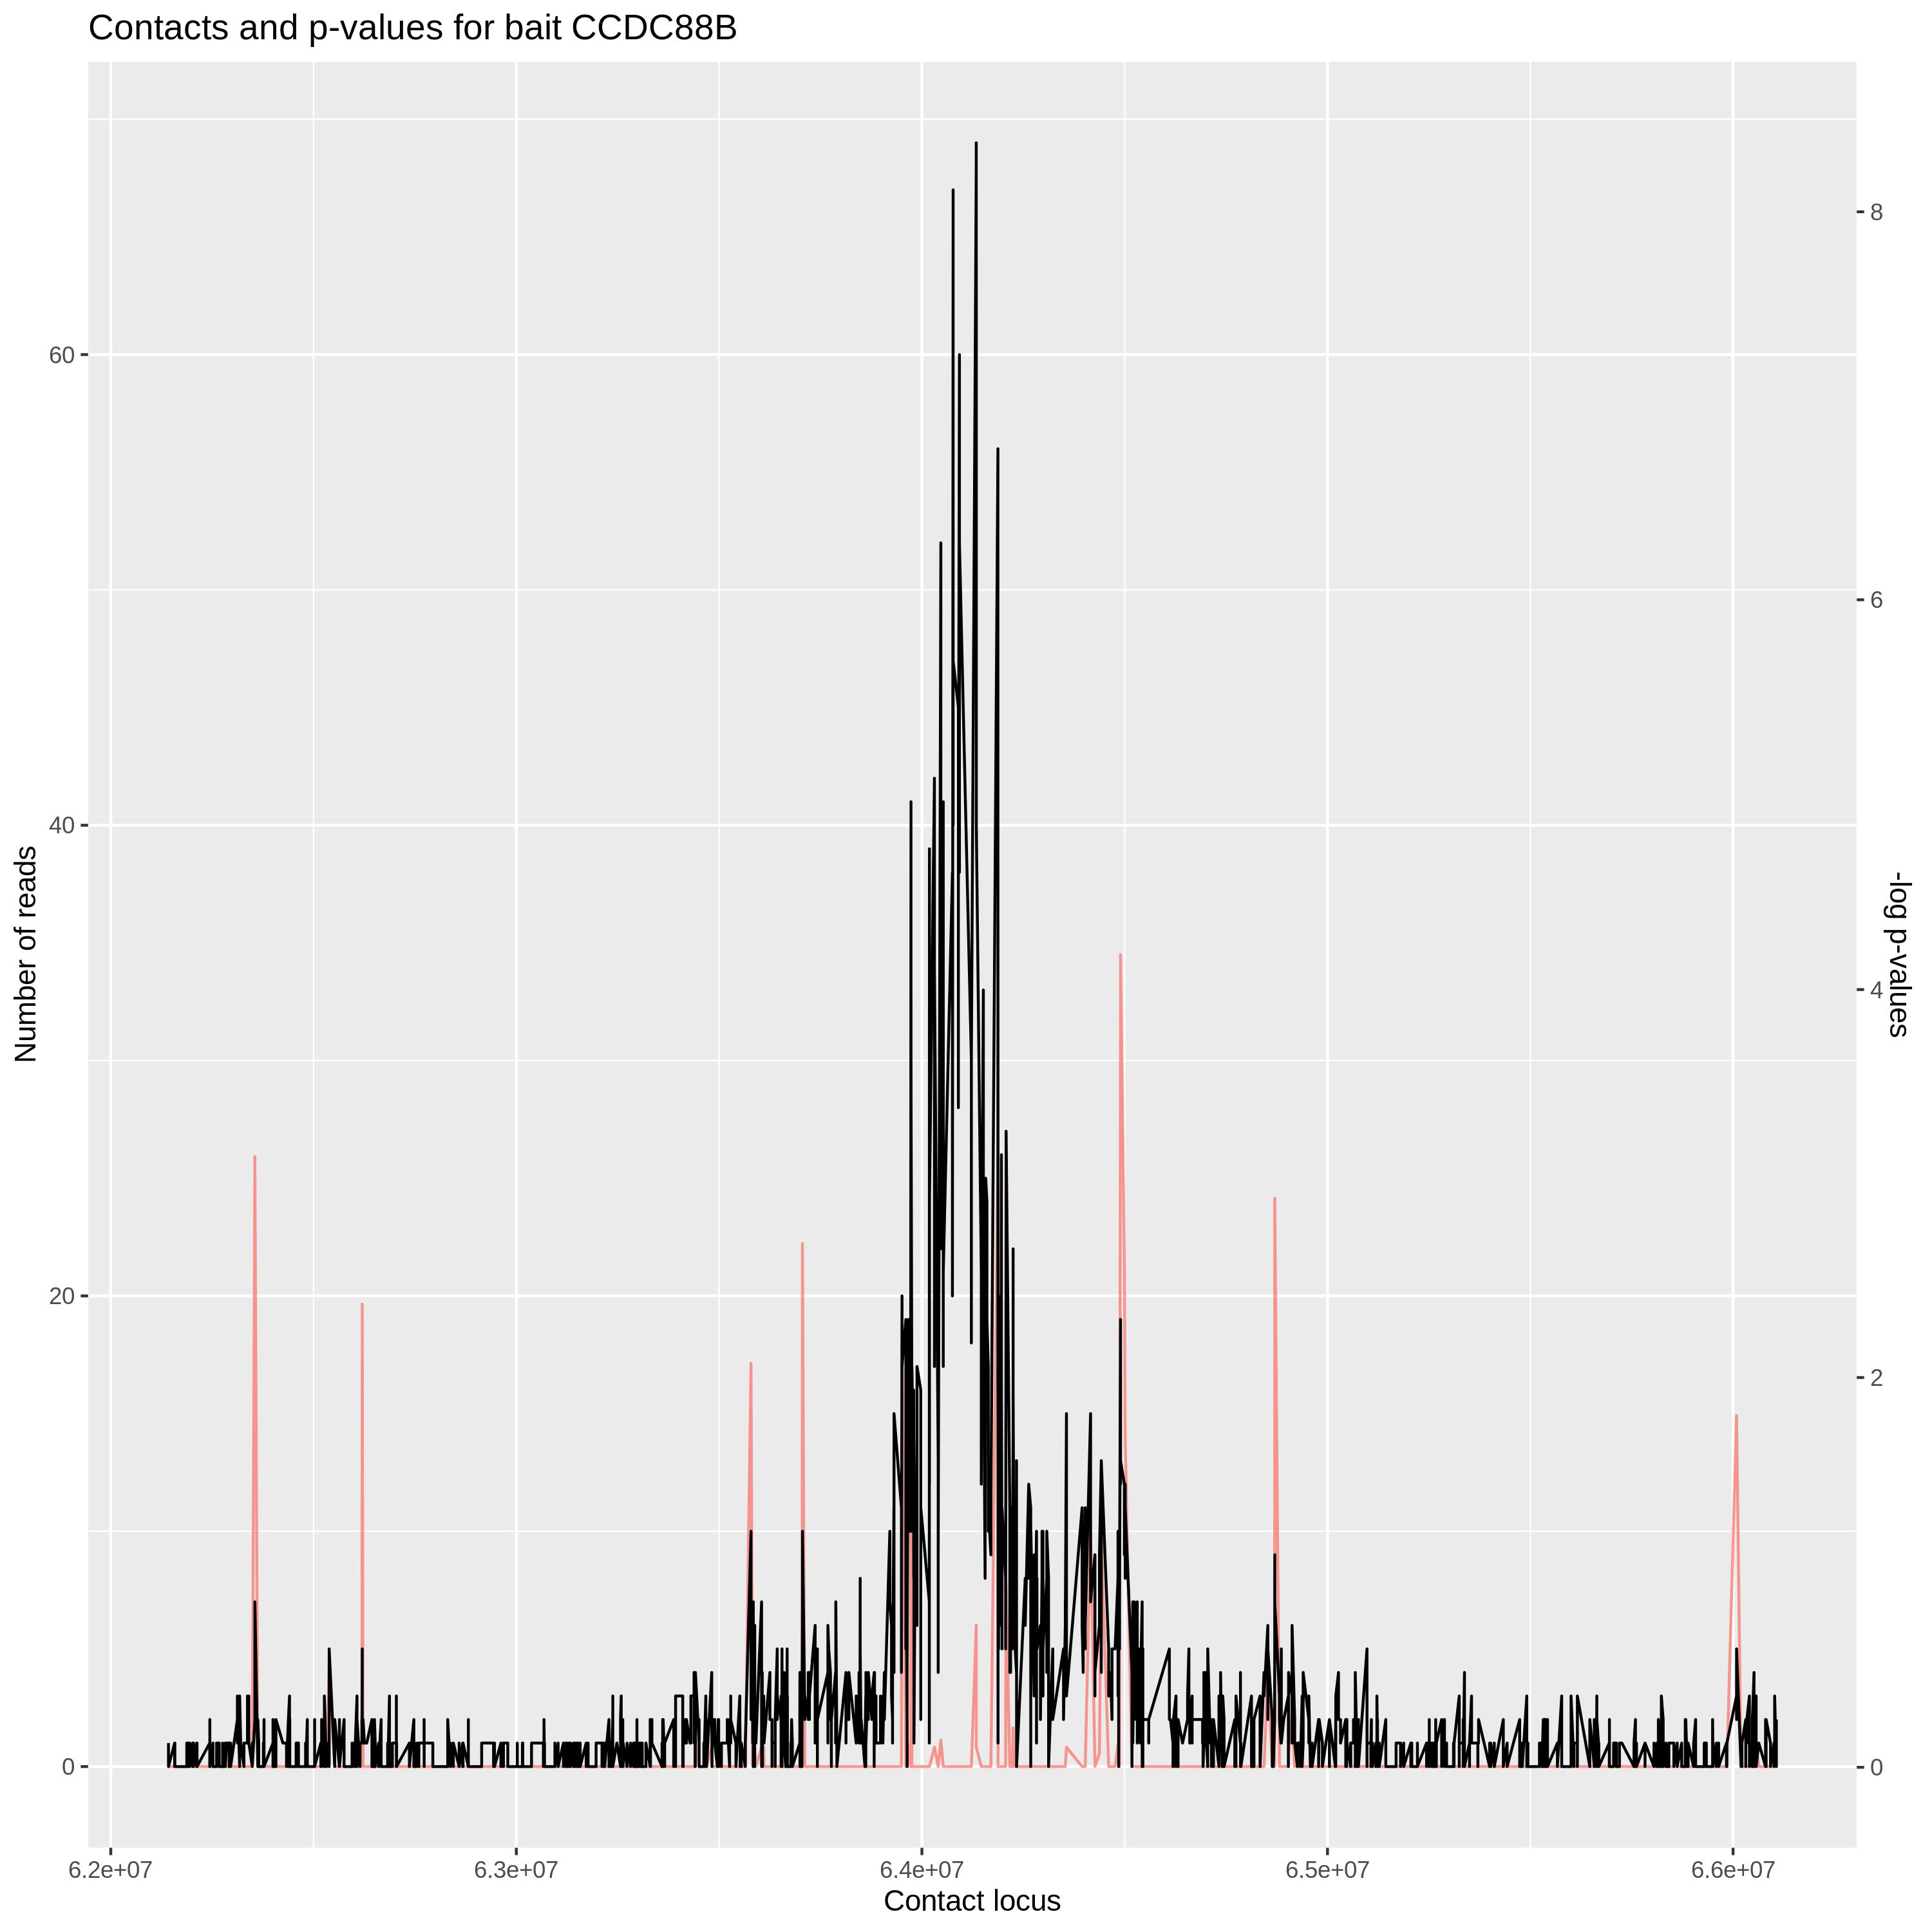 Contacts and p-values for bait CCDC88B
Number of reads
60
40
20
0
8
6
4
2
0
-log p-values
6.2e+07
6.3e+07
6.4e+07
6.5e+07
6.6e+07
Contact locus